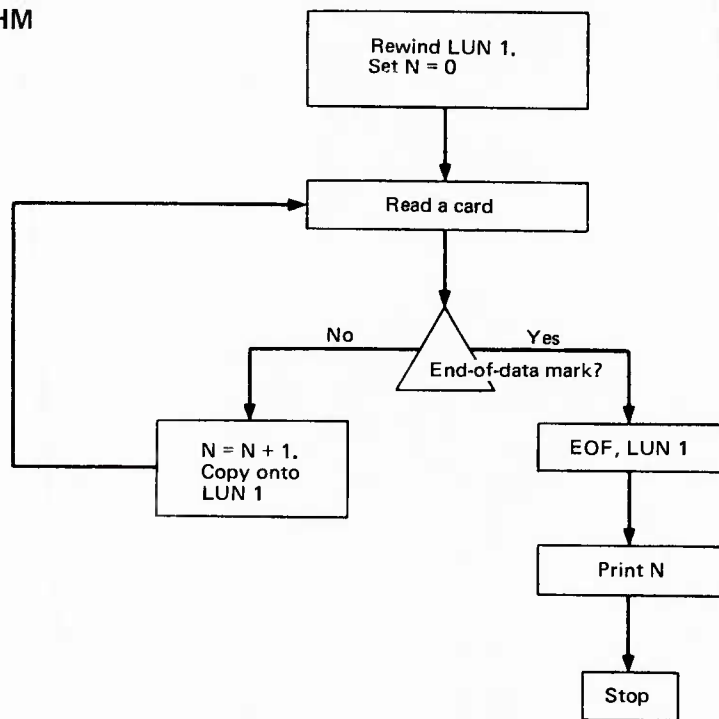 HM
Rewind LUN 1.
Set N = 0
Read a card
No
Yes
End-of-data mark?
N = N + 1.
Copy onto
LUN 1
EOF, LUN 1
Print N
Stop